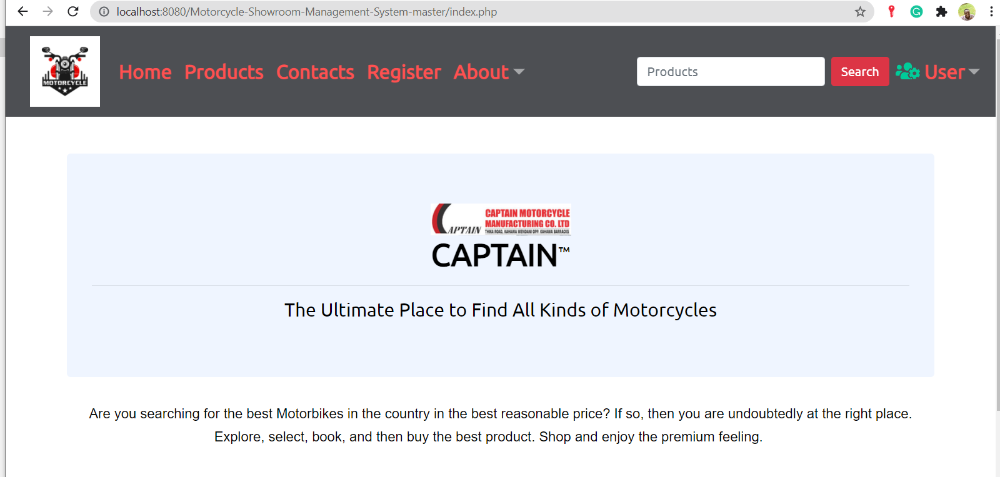 localhost:8080/Motorcycle-Showroom-Management-System-master/index.php
MOTORCYCLE
Home Products Contacts Register About
Products Search User
CAPTAIN MOTORCYCLE
APTAIN MANUFACTURING CO. LTD
THIKA ROAD, KAHAWA WENDANI OPP. KAHAWA BARRACKS
CAPTAIN™
The Ultimate Place to Find All Kinds of Motorcycles
Are you searching for the best Motorbikes in the country in the best reasonable price? If so, then you are undoubtedly at the right place.
Explore, select, book, and then buy the best product. Shop and enjoy the premium feeling.